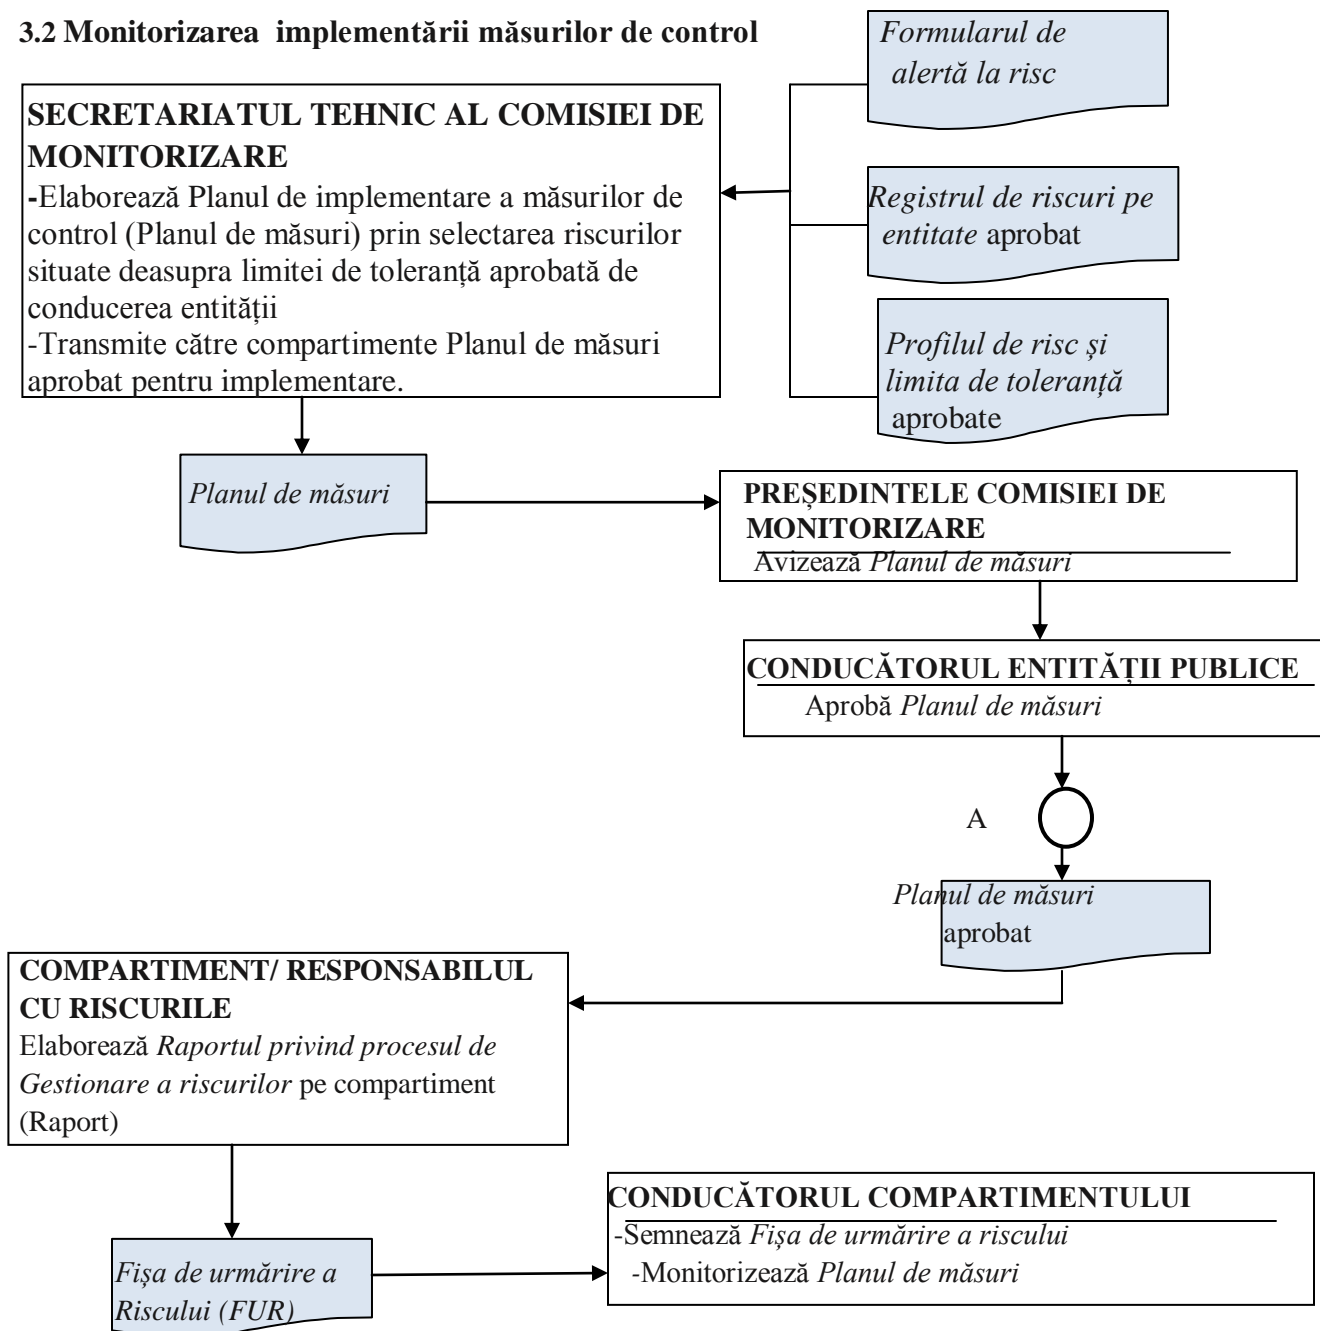 3.2 Monitorizarea implementării măsurilor de control
Formularul de
alertă la risc
SECRETARIATUL TEHNIC AL COMISIEI DE
MONITORIZARE
-Elaborează Planul de implementare a măsurilor de
control (Planul de măsuri) prin selectarea riscurilor
situate deasupra limitei de toleranță aprobată de
conducerea entității
-Transmite către compartimente Planul de măsuri
aprobat pentru implementare.
Registrul de riscuri pe
entitate aprobat
Profilul de risc și
limita de toleranță
aprobate
Planul de măsuri
PREȘEDINTELE COMISIEI DE
MONITORIZARE
Avizează Planul de măsuri
CONDUCĂTORUL ENTITĂȚII PUBLICE
Aprobă Planul de măsuri
A
Planul de măsuri
aprobat
COMPARTIMENT/ RESPONSABILUL
CU RISCURILE
Elaborează Raportul privind procesul de
Gestionare a riscurilor pe compartiment
(Raport)
CONDUCĂTORUL COMPARTIMENTULUI
-Semnează Fișa de urmărire a riscului
-Monitorizează Planul de măsuri
Fișa de urmărire a
Riscului (FUR)